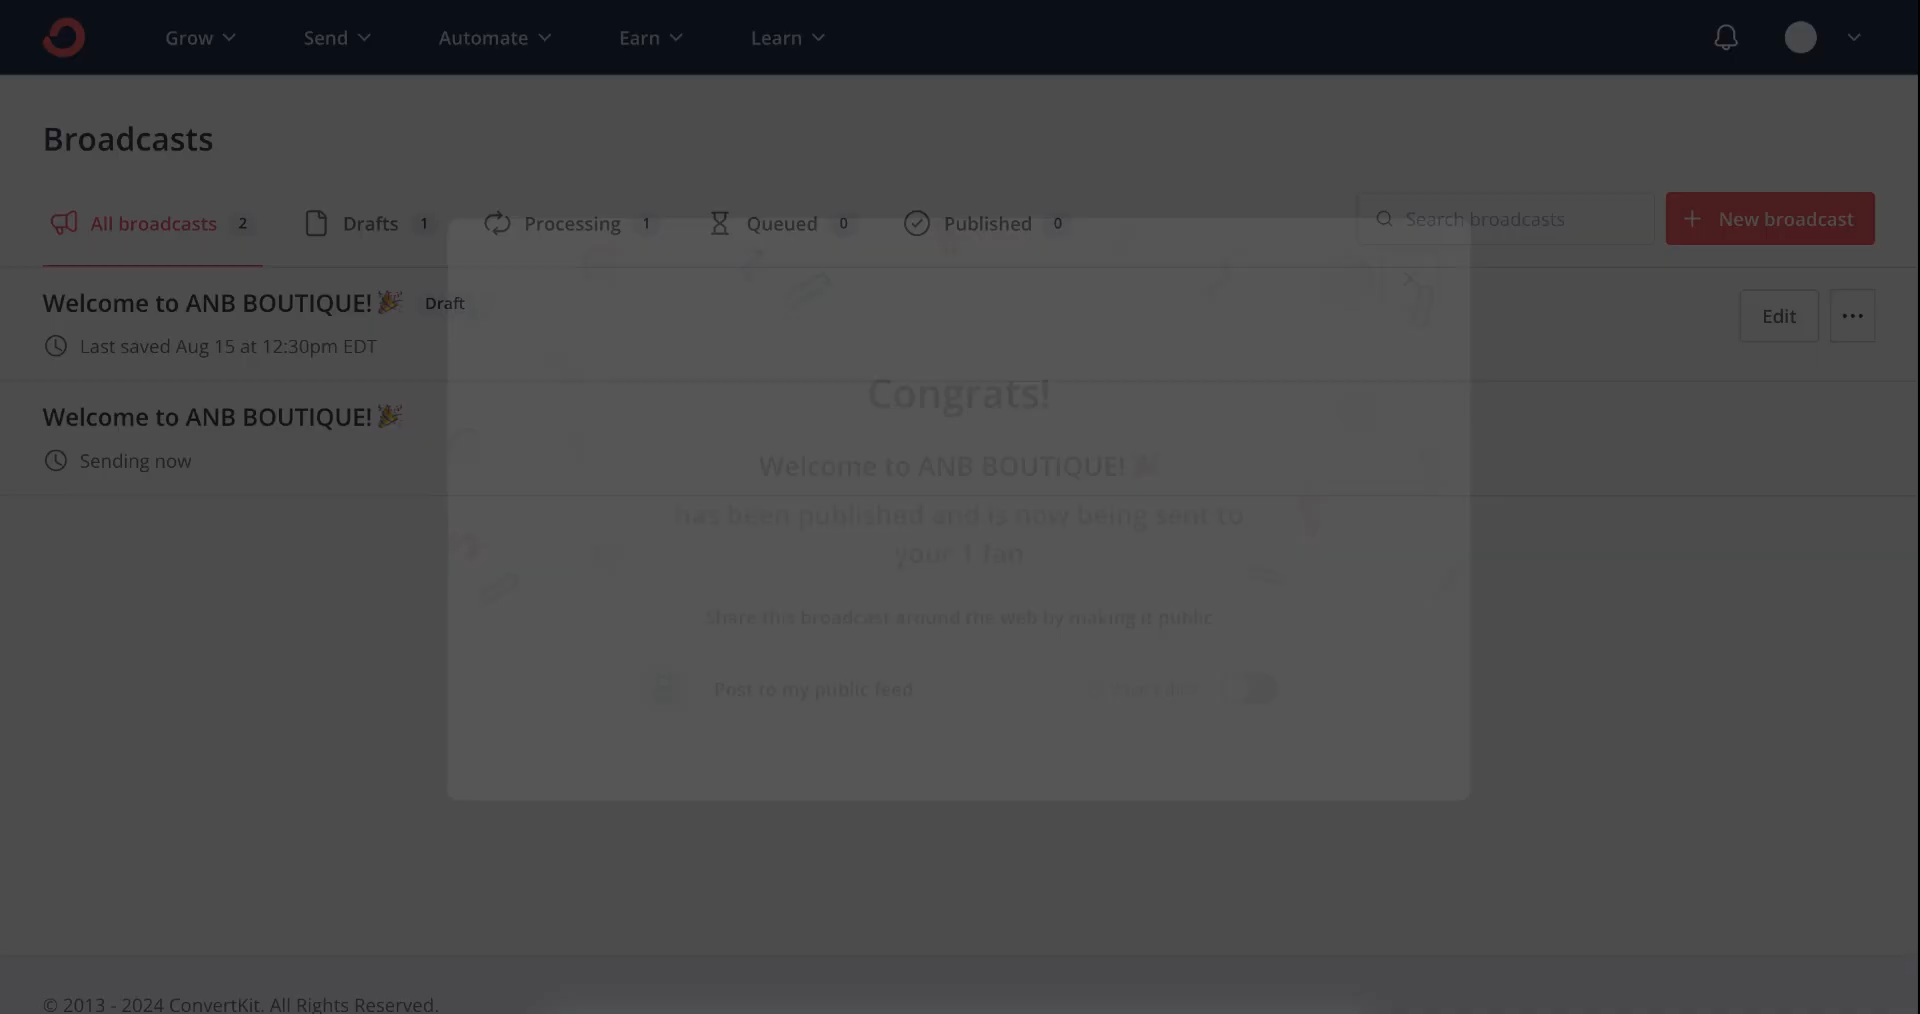 Grow
Send
Automate
Earn
Learn
Broadcasts
All broadcasts 2
Drafts 1
Processing 1
Queued 0
Published 0
Search broadcasts
New broadcast
Welcome to ANB BOUTIQUE! 🎉 Draft
Last saved Aug 15 at 12:30pm EDT
Edit
Welcome to ANB BOUTIQUE! 🎉
Sending now
Congrats!
Welcome to ANB BOUTIQUE! 🎉
has been published and is now being sent to
your 1 fan
Share this broadcast around the web by making it public
Post to my public feed
© 2013 - 2024 ConvertKit. All Rights Reserved.